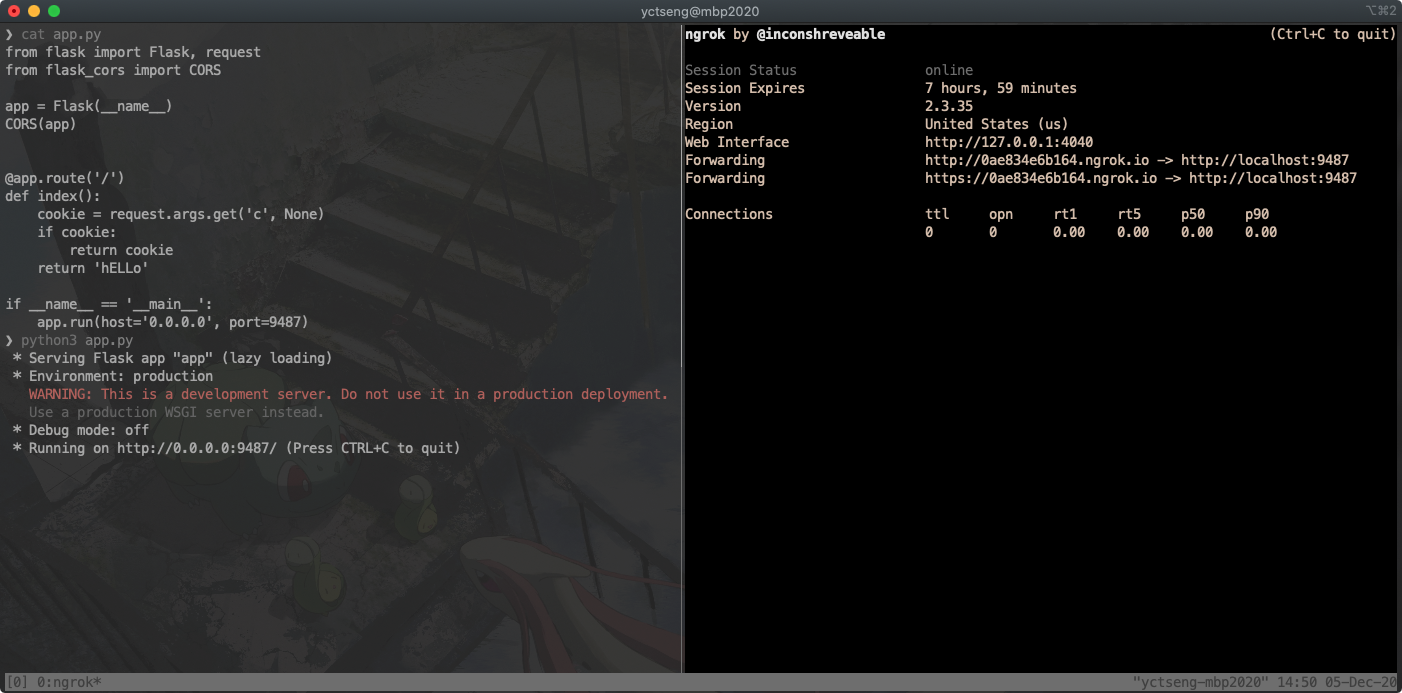 yctseng@mbp2020
⌥⌘2
❯ cat app.py
from flask import Flask, request
from flask_cors import CORS
app = Flask(__name__)
CORS(app)
@app.route('/')
def index():
    cookie = request.args.get('c', None)
    if cookie:
        return cookie
    return 'hELLo'
if __name__ == '__main__':
    app.run(host='0.0.0.0', port=9487)
❯ python3 app.py
 * Serving Flask app "app" (lazy loading)
 * Environment: production
   WARNING: This is a development server. Do not use it in a production deployment.
   Use a production WSGI server instead.
 * Debug mode: off
 * Running on http://0.0.0.0:9487/ (Press CTRL+C to quit)
ngrok by @inconshreveable (Ctrl+C to quit)
Session Status online
Session Expires 7 hours, 59 minutes
Version 2.3.35
Region United States (us)
Web Interface http://127.0.0.1:4040
Forwarding http://0ae834e6b164.ngrok.io -> http://localhost:9487
Forwarding https://0ae834e6b164.ngrok.io -> http://localhost:9487
Connections ttl opn rt1 rt5 p50 p90
0 0 0.00 0.00 0.00 0.00
[0] 0:ngrok* "yctseng-mbp2020" 14:50 05-Dec-20